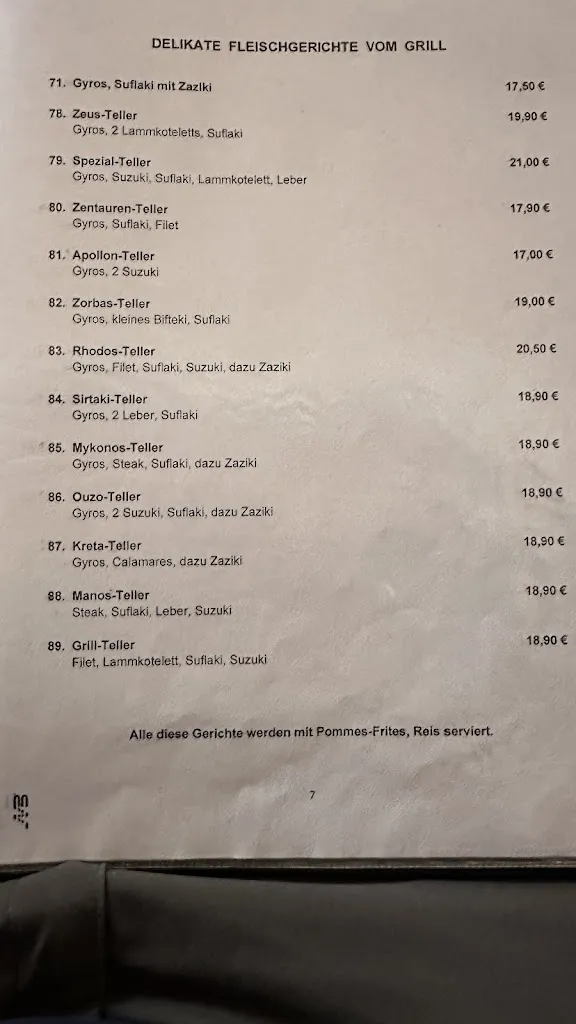 DELIKATE FLEISCHGERICHTE VOM GRILL
71. Gyros, Suflaki mit Zaziki 17,50 €
78. Zeus-Teller 19,90 €
Gyros, 2 Lammkoteletts, Suflaki
79. Spezial-Teller 21,00 €
Gyros, Suzuki, Suflaki, Lammkotelett, Leber
80. Zentauren-Teller 17,90 €
Gyros, Suflaki, Filet
81. Apollon-Teller 17,00 €
Gyros, 2 Suzuki
82. Zorbas-Teller 19,00 €
Gyros, kleines Bifteki, Suflaki
83. Rhodos-Teller 20,50 €
Gyros, Filet, Suflaki, Suzuki, dazu Zaziki
84. Sirtaki-Teller 18,90 €
Gyros, 2 Leber, Suflaki
85. Mykonos-Teller 18,90 €
Gyros, Steak, Suflaki, dazu Zaziki
86. Ouzo-Teller 18,90 €
Gyros, 2 Suzuki, Suflaki, dazu Zaziki
87. Kreta-Teller 18,90 €
Gyros, Calamares, dazu Zaziki
88. Manos-Teller 18,90 €
Steak, Suflaki, Leber, Suzuki
89. Grill-Teller 18,90 €
Filet, Lammkotelett, Suflaki, Suzuki
Alle diese Gerichte werden mit Pommes-Frites, Reis serviert.
7